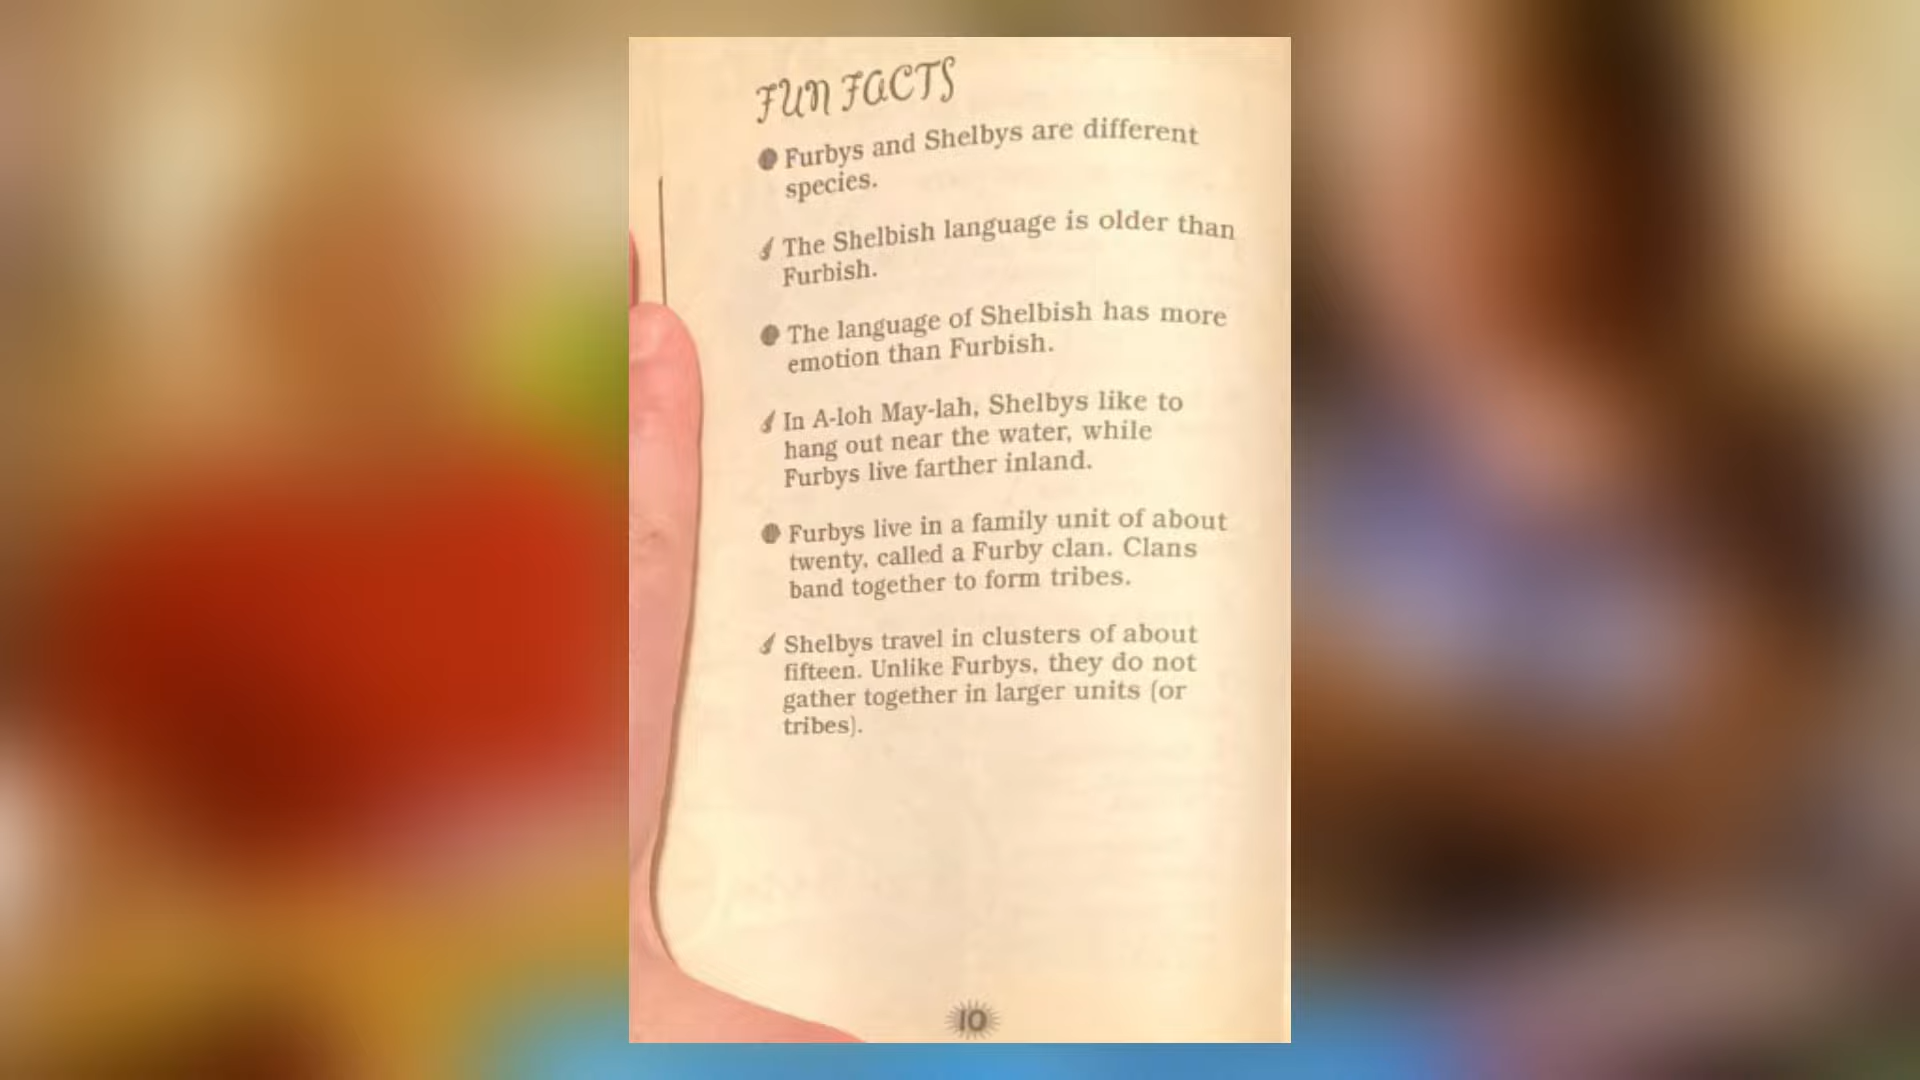 FUN FACTS
Furbys and Shelbys are different
species.
The Shelbish language is older than
Furbish.
The language of Shelbish has more
emotion than Furbish.
In A-loh May-lah, Shelbys like to
hang out near the water, while
Furbys live farther inland.
Furbys live in a family unit of about
twenty, called a Furby clan. Clans
band together to form tribes.
Shelbys travel in clusters of about
fifteen. Unlike Furbys, they do not
gather together in larger units (or
tribes).
10